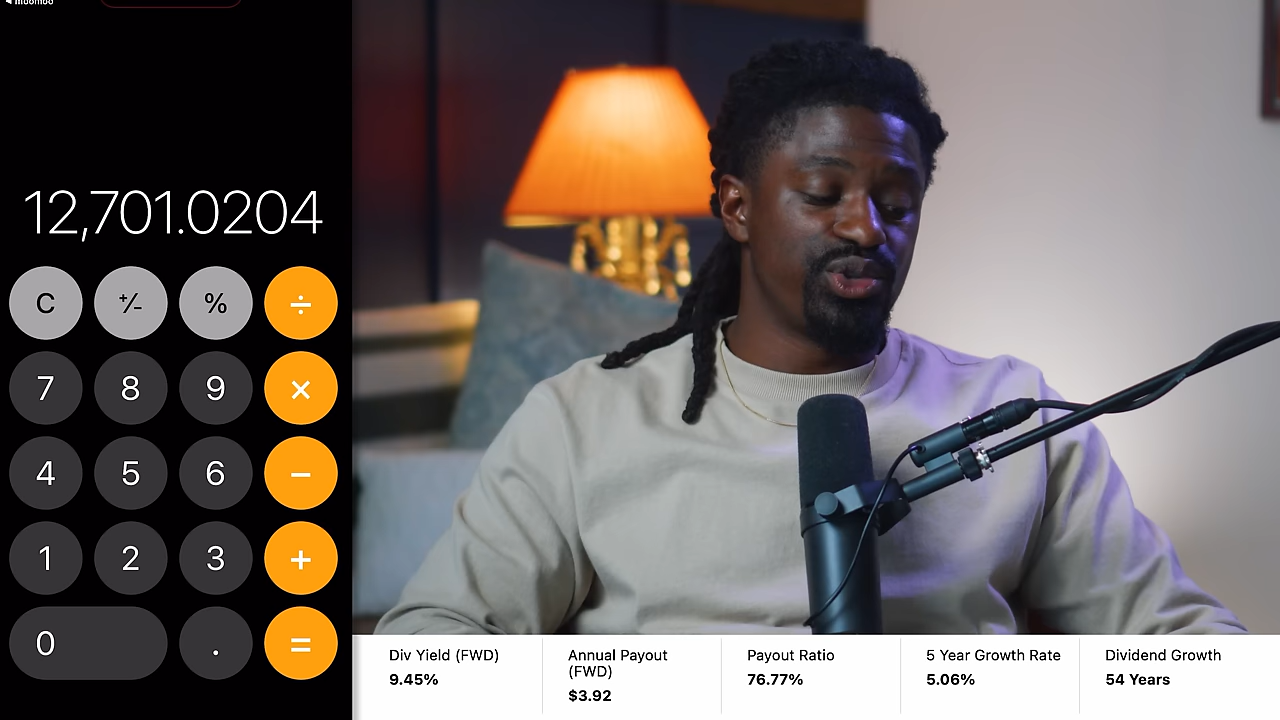 12,701.0204
C
+/-
%
÷
7
8
9
×
4
5
6
−
1
2
3
+
0
.
=
Div Yield (FWD)
9.45%
Annual Payout
(FWD)
$3.92
Payout Ratio
76.77%
5 Year Growth Rate
5.06%
Dividend Growth
54 Years